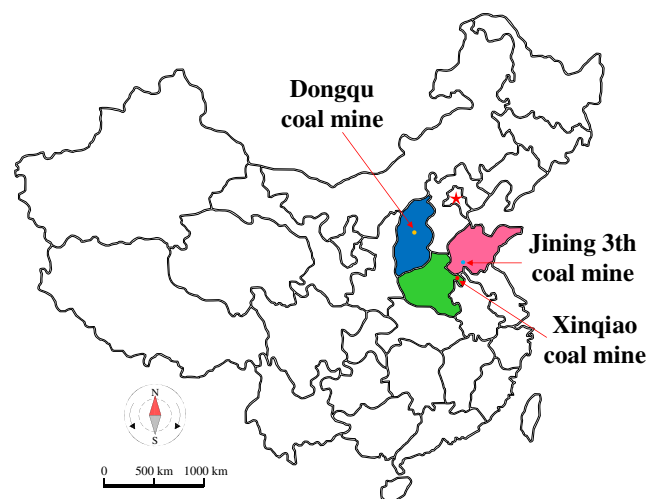 Dongqu
coal mine
Jining 3th
coal mine
Xinqiao
coal mine
N
S
0 500 km 1000 km